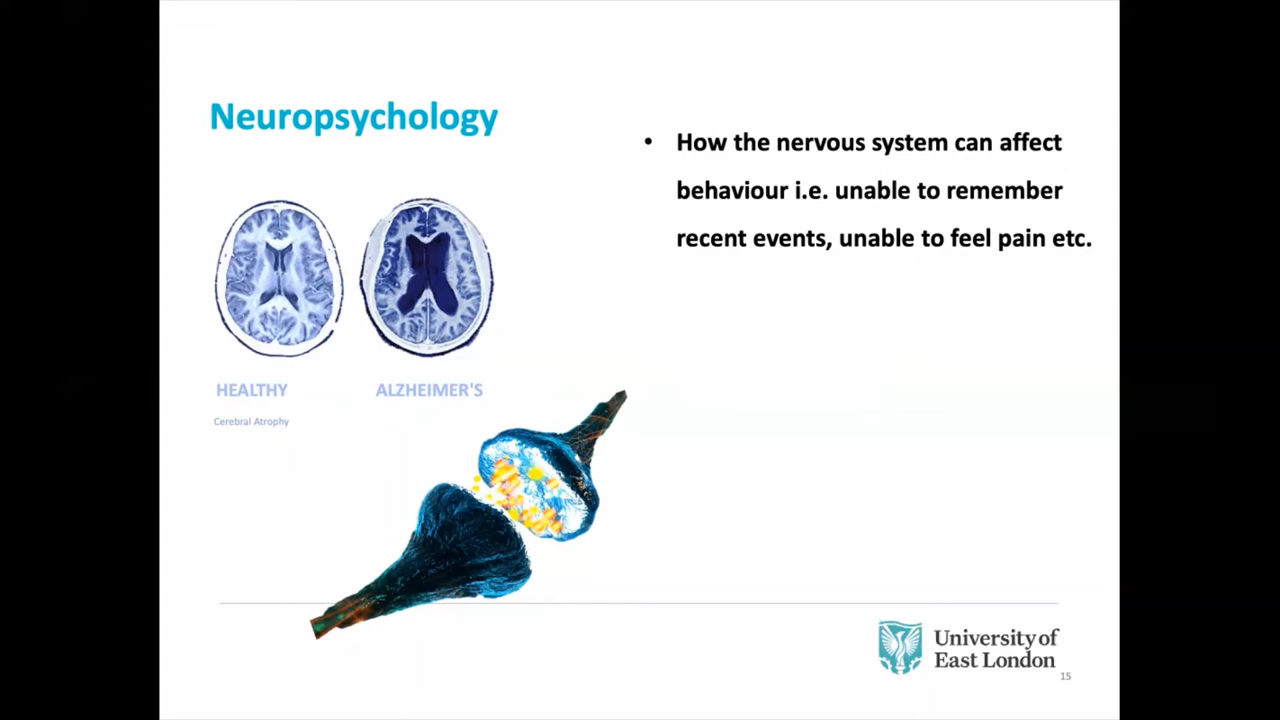 Neuropsychology
• How the nervous system can affect
behaviour i.e. unable to remember
recent events, unable to feel pain etc.
HEALTHY
ALZHEIMER'S
Cerebral Atrophy
University of
East London
15